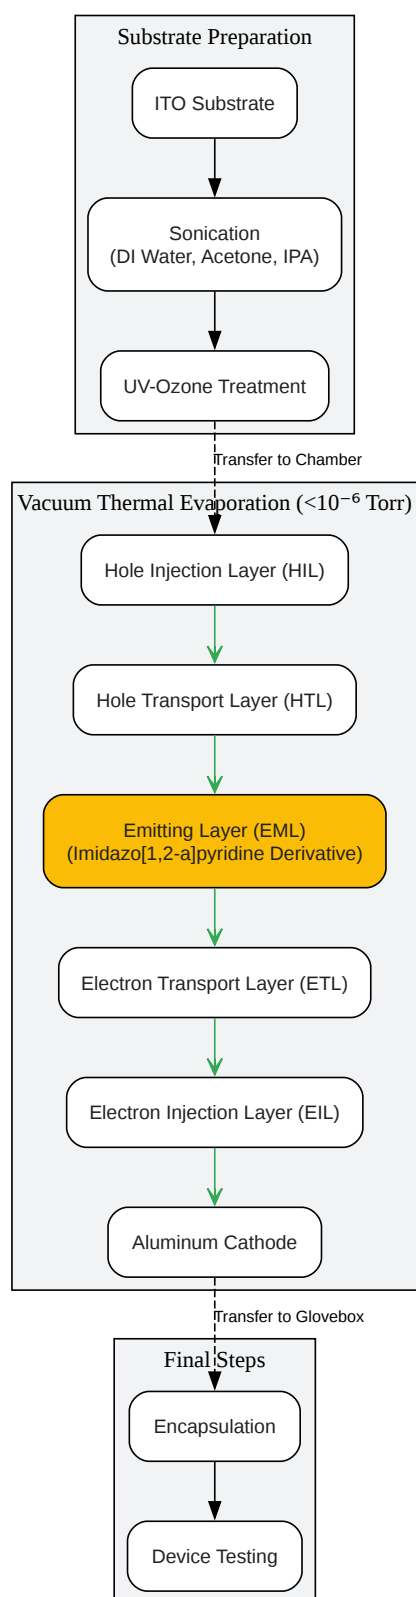 Substrate Preparation
ITO Substrate
Sonication
(DI Water, Acetone, IPA)
UV-Ozone Treatment
Transfer to Chamber
Vacuum Thermal Evaporation (<10⁻⁶ Torr)
Hole Injection Layer (HIL)
Hole Transport Layer (HTL)
Emitting Layer (EML)
(Imidazo[1,2-a]pyridine Derivative)
Electron Transport Layer (ETL)
Electron Injection Layer (EIL)
Aluminum Cathode
Transfer to Glovebox
Final Steps
Encapsulation
Device Testing